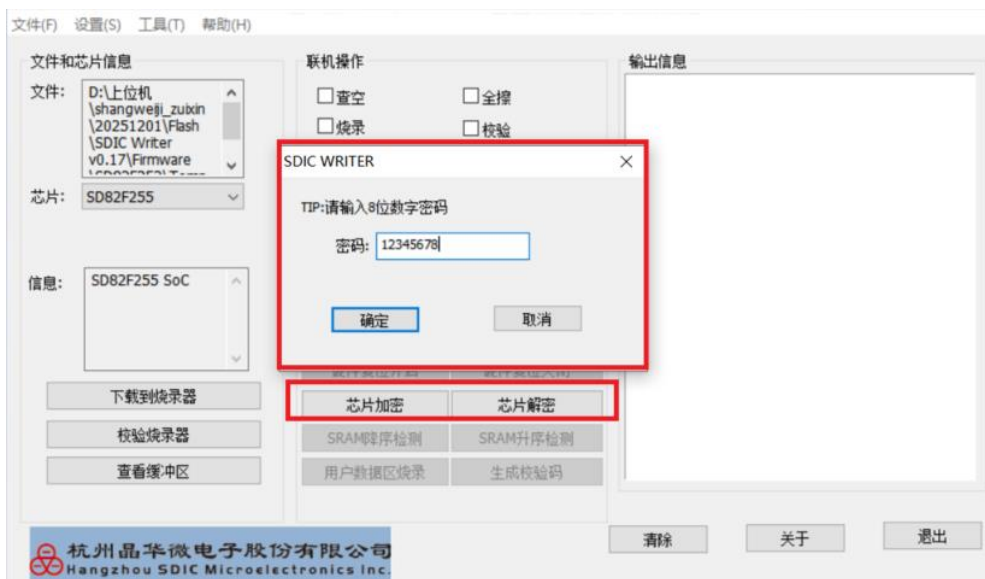 文件(F) 设置(S) 工具(T) 帮助(H)
文件和芯片信息
文件:
D:\上位机
\shangweiji_zuixin
\20251201\Flash
\SDIC Writer
v0.17\Firmware
芯片:
SD82F255
信息:
SD82F255 SoC
下载到烧录器
校验烧录器
查看缓冲区
联机操作
查空 全擦
烧录 校验
SDIC WRITER
TIP:请输入8位数字密码
密码: 12345678
确定 取消
芯片加密 芯片解密
SRAM降序检测 SRAM升序检测
用户数据区烧录 生成校验码
输出信息
清除 关于 退出
杭州晶华微电子股份有限公司
Hangzhou SDIC Microelectronics Inc.